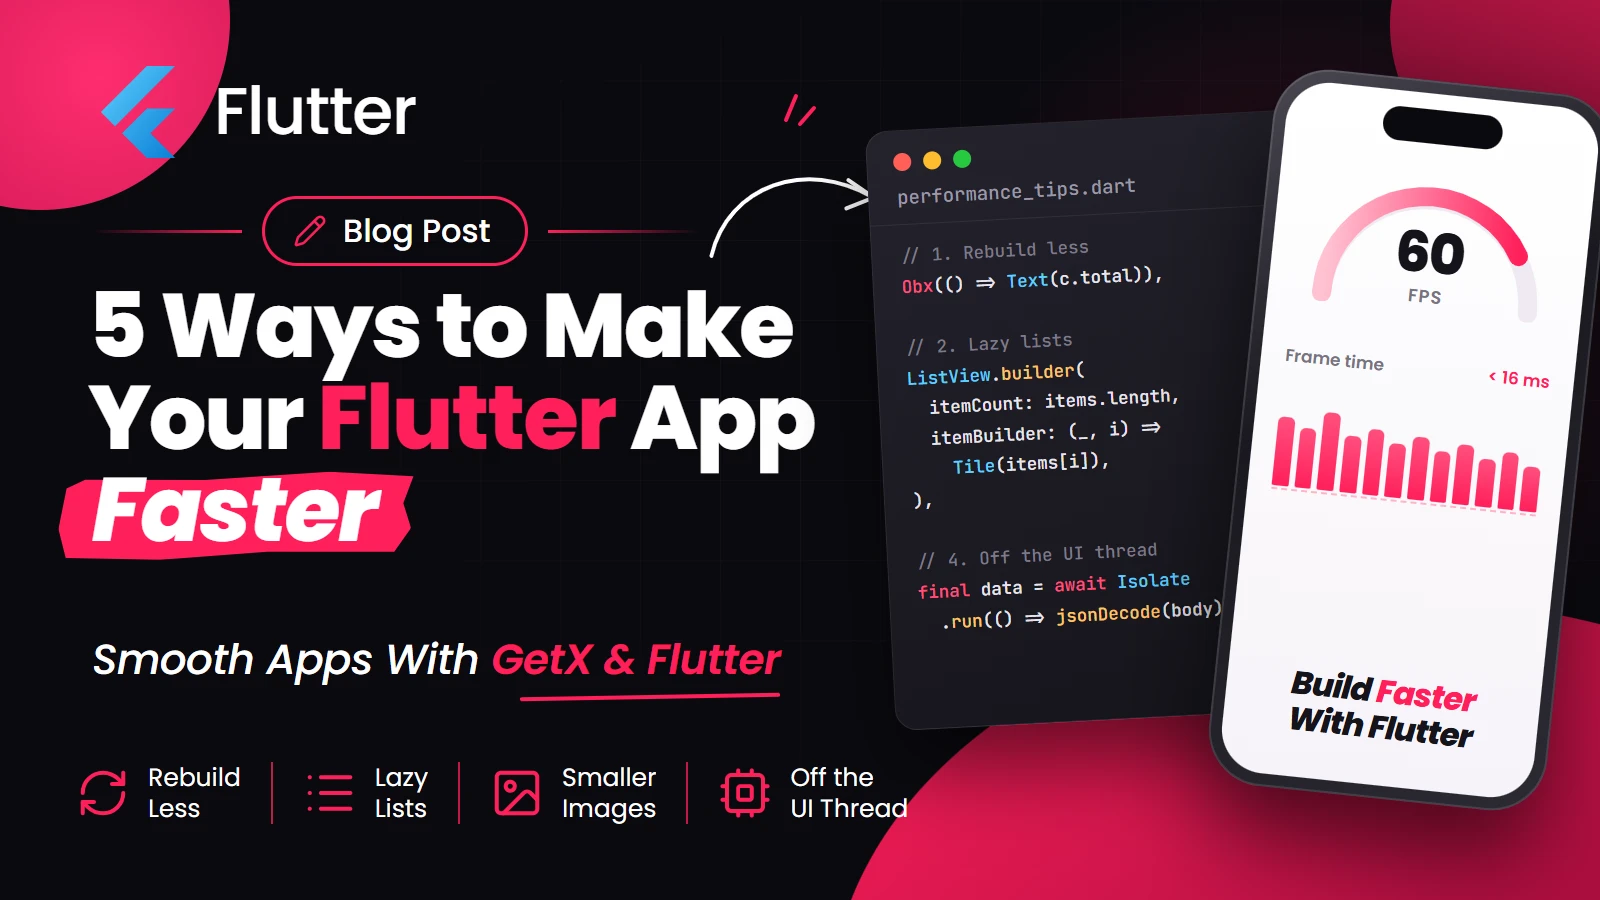 Flutter
Blog Post
5 Ways to Make
Your Flutter App
Faster
Smooth Apps With GetX & Flutter
Rebuild
Less
Lazy
Lists
Smaller
Images
Off the
UI Thread
performance_tips.dart
// 1. Rebuild less
Obx(() => Text(c.total)),
// 2. Lazy lists
ListView.builder(
itemCount: items.length,
itemBuilder: (_, i) =>
Tile(items[i]),
),
// 4. Off the UI thread
final data = await Isolate
.run(() => jsonDecode(body)
60
FPS
Frame time
< 16 ms
Build Faster
With Flutter